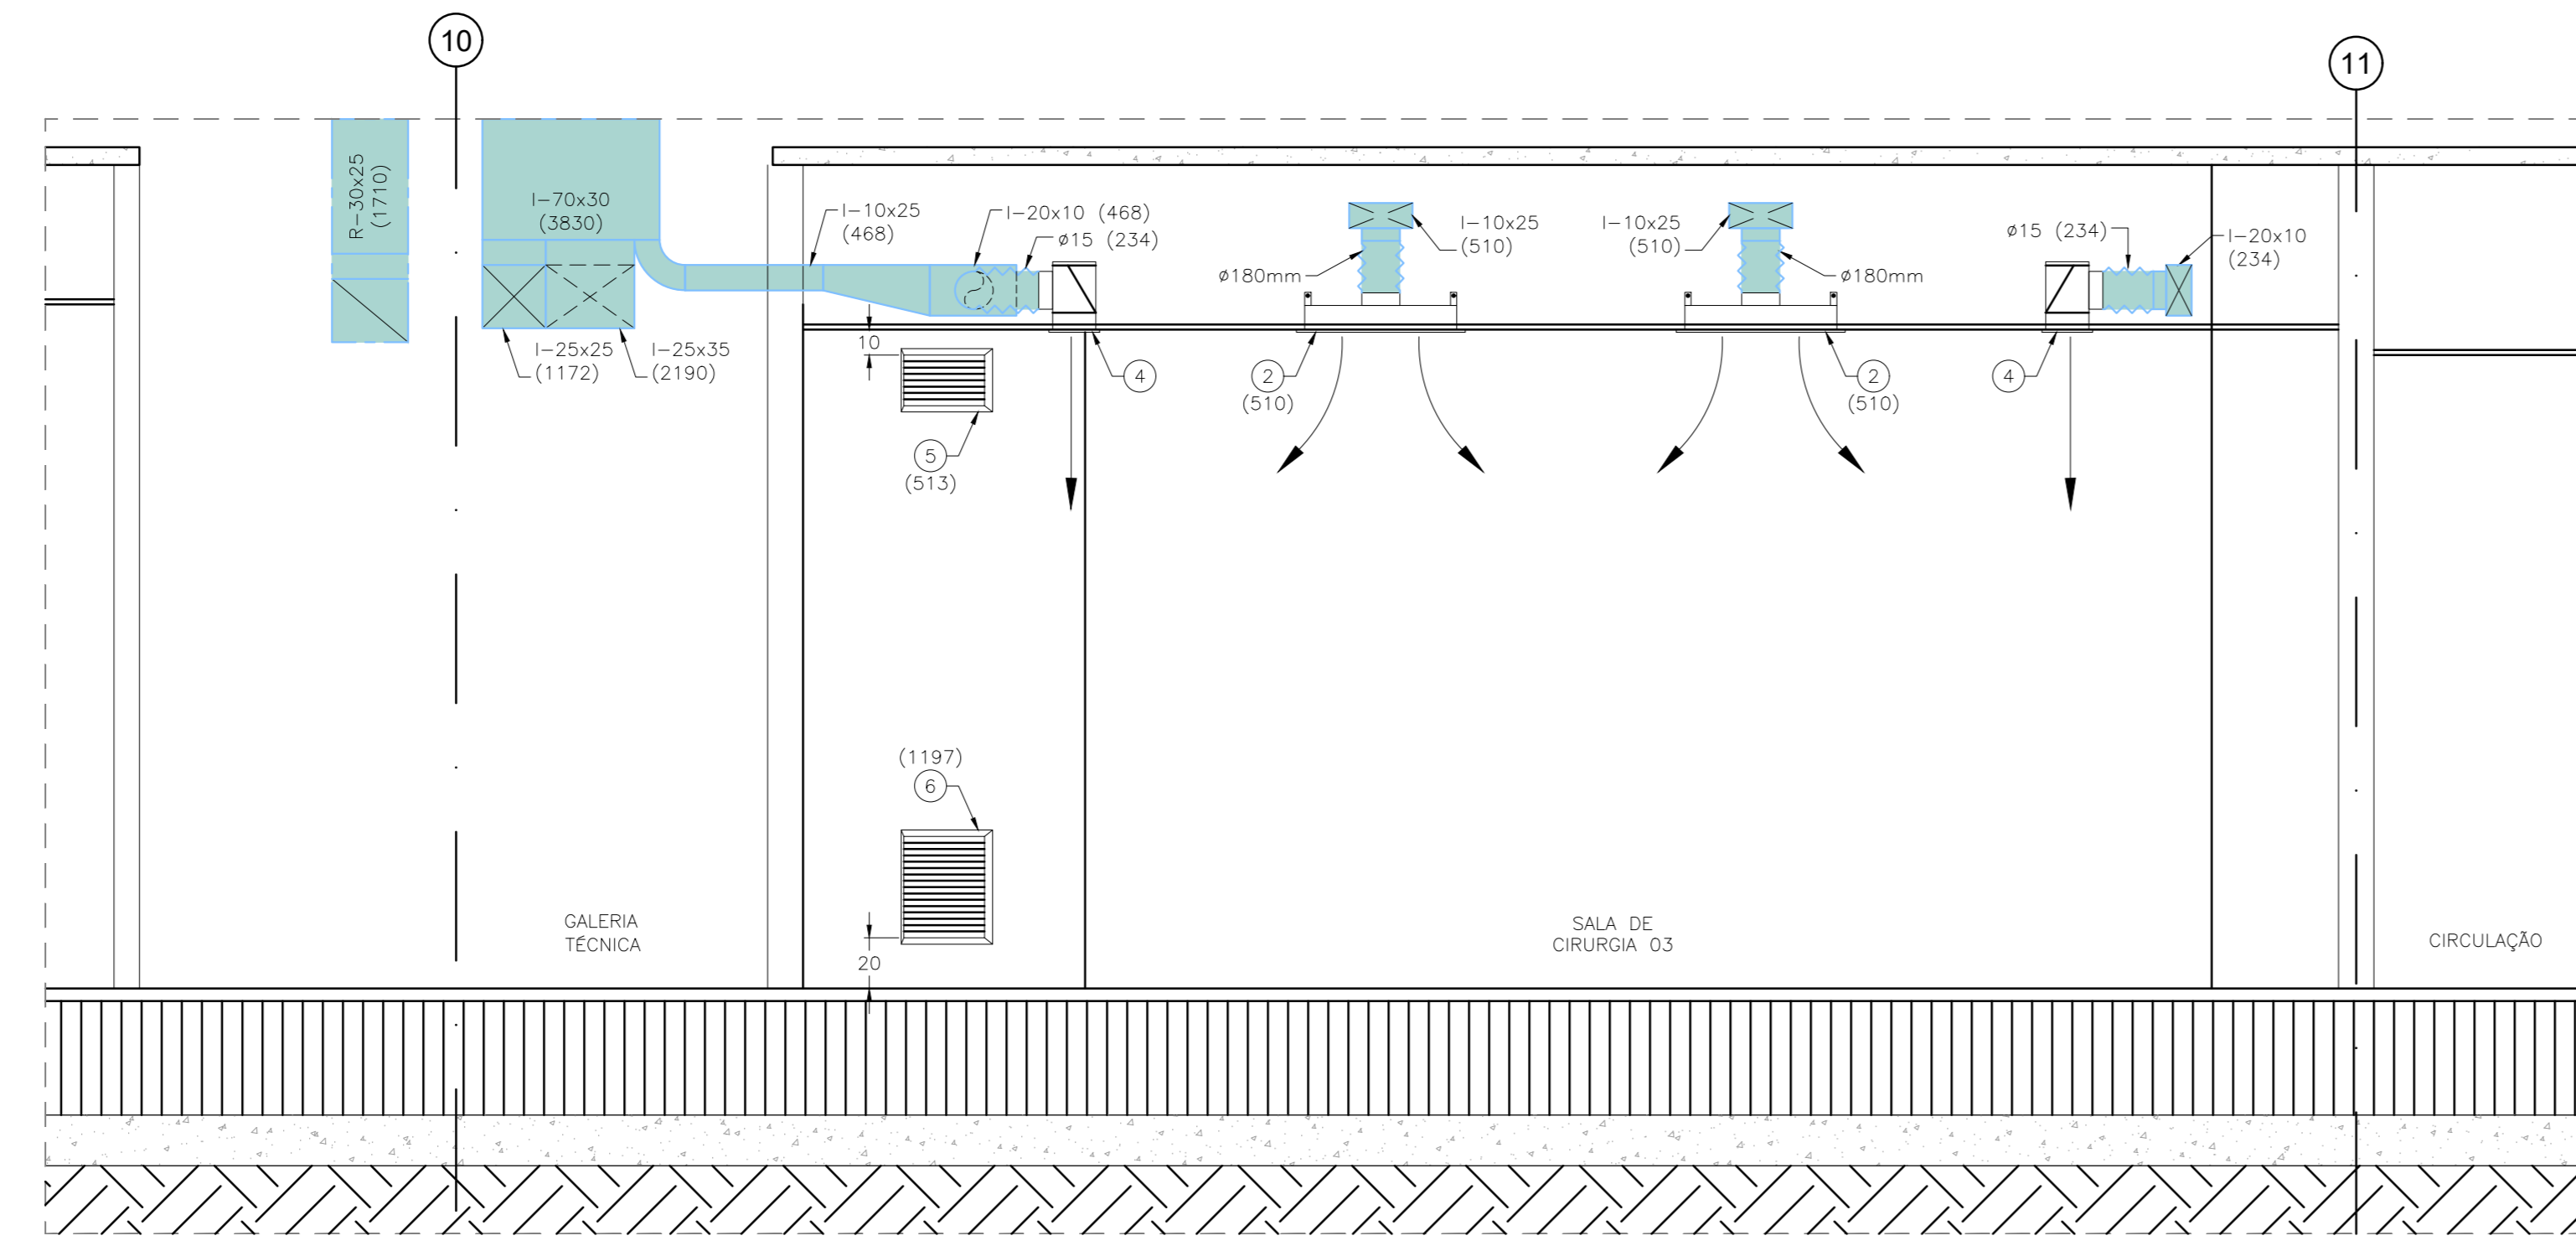 10
11
R-30x25
(1710)
I-70x30
(3830)
I-10x25
(468)
I-20x10 (468)
ø15 (234)
I-10x25
(510)
I-10x25
(510)
ø15 (234)
I-20x10
(234)
ø180mm
ø180mm
I-25x25
(1172)
I-25x35
(2190)
10
4
2
(510)
2
(510)
4
5
(513)
(1197)
6
20
GALERIA
TÉCNICA
SALA DE
CIRURGIA 03
CIRCULAÇÃO